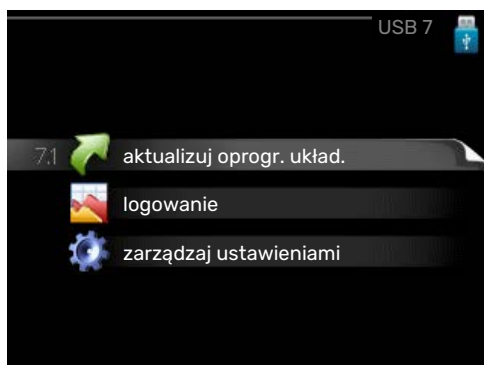 USB 7
7.1 aktualizuj oprogr. układ.
logowanie
zarządzaj ustawieniami